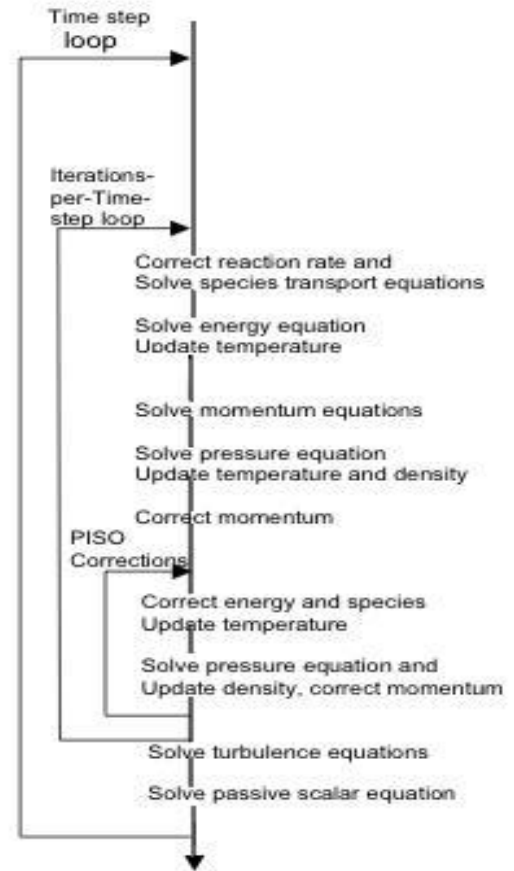 Time step
loop
Iterations-
per-Time-
step loop
Correct reaction rate and
Solve species transport equations
Solve energy equation
Update temperature
Solve momentum equations
Solve pressure equation
Update temperature and density
Correct momentum
PISO
Corrections
Correct energy and species
Update temperature
Solve pressure equation and
Update density, correct momentum
Solve turbulence equations
Solve passive scalar equation